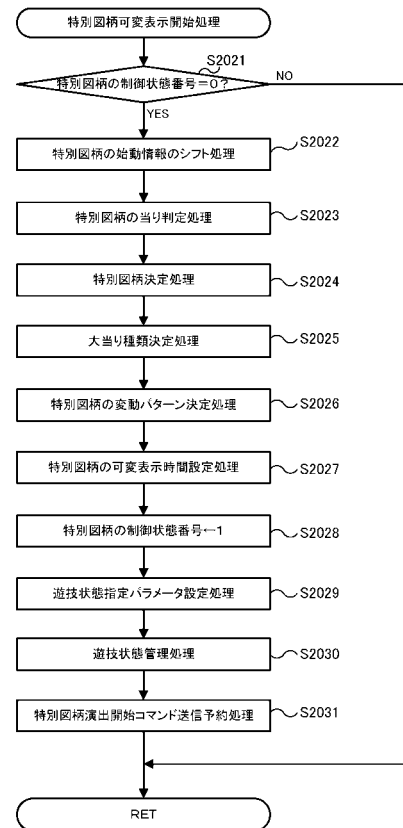 特別図柄可変表示開始処理
S2021
特別図柄の制御状態番号=0?
NO
YES
特別図柄の始動情報のシフト処理
S2022
特別図柄の当り判定処理
S2023
特別図柄決定処理
S2024
大当り種類決定処理
S2025
特別図柄の変動パターン決定処理
S2026
特別図柄の可変表示時間設定処理
S2027
特別図柄の制御状態番号←1
S2028
遊技状態指定パラメータ設定処理
S2029
遊技状態管理処理
S2030
特別図柄演出開始コマンド送信予約処理
S2031
RET